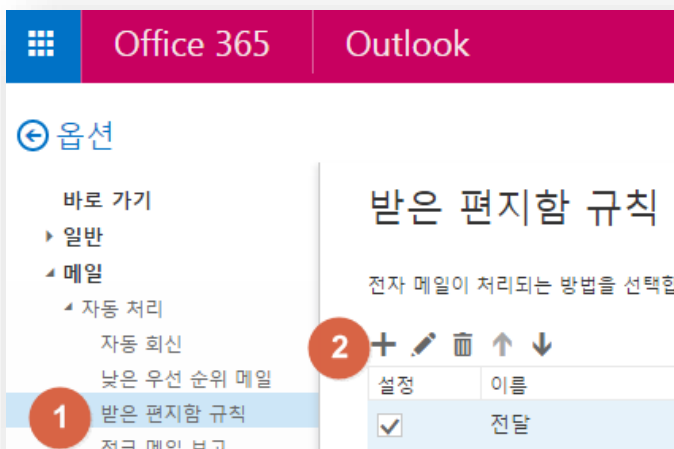 Office 365
Outlook
옵션
바로 가기
일반
메일
자동 처리
자동 회신
낮은 우선 순위 메일
1
받은 편지함 규칙
받은 편지함 규칙
전자 메일이 처리되는 방법을 선택합
2
설정 이름
전달